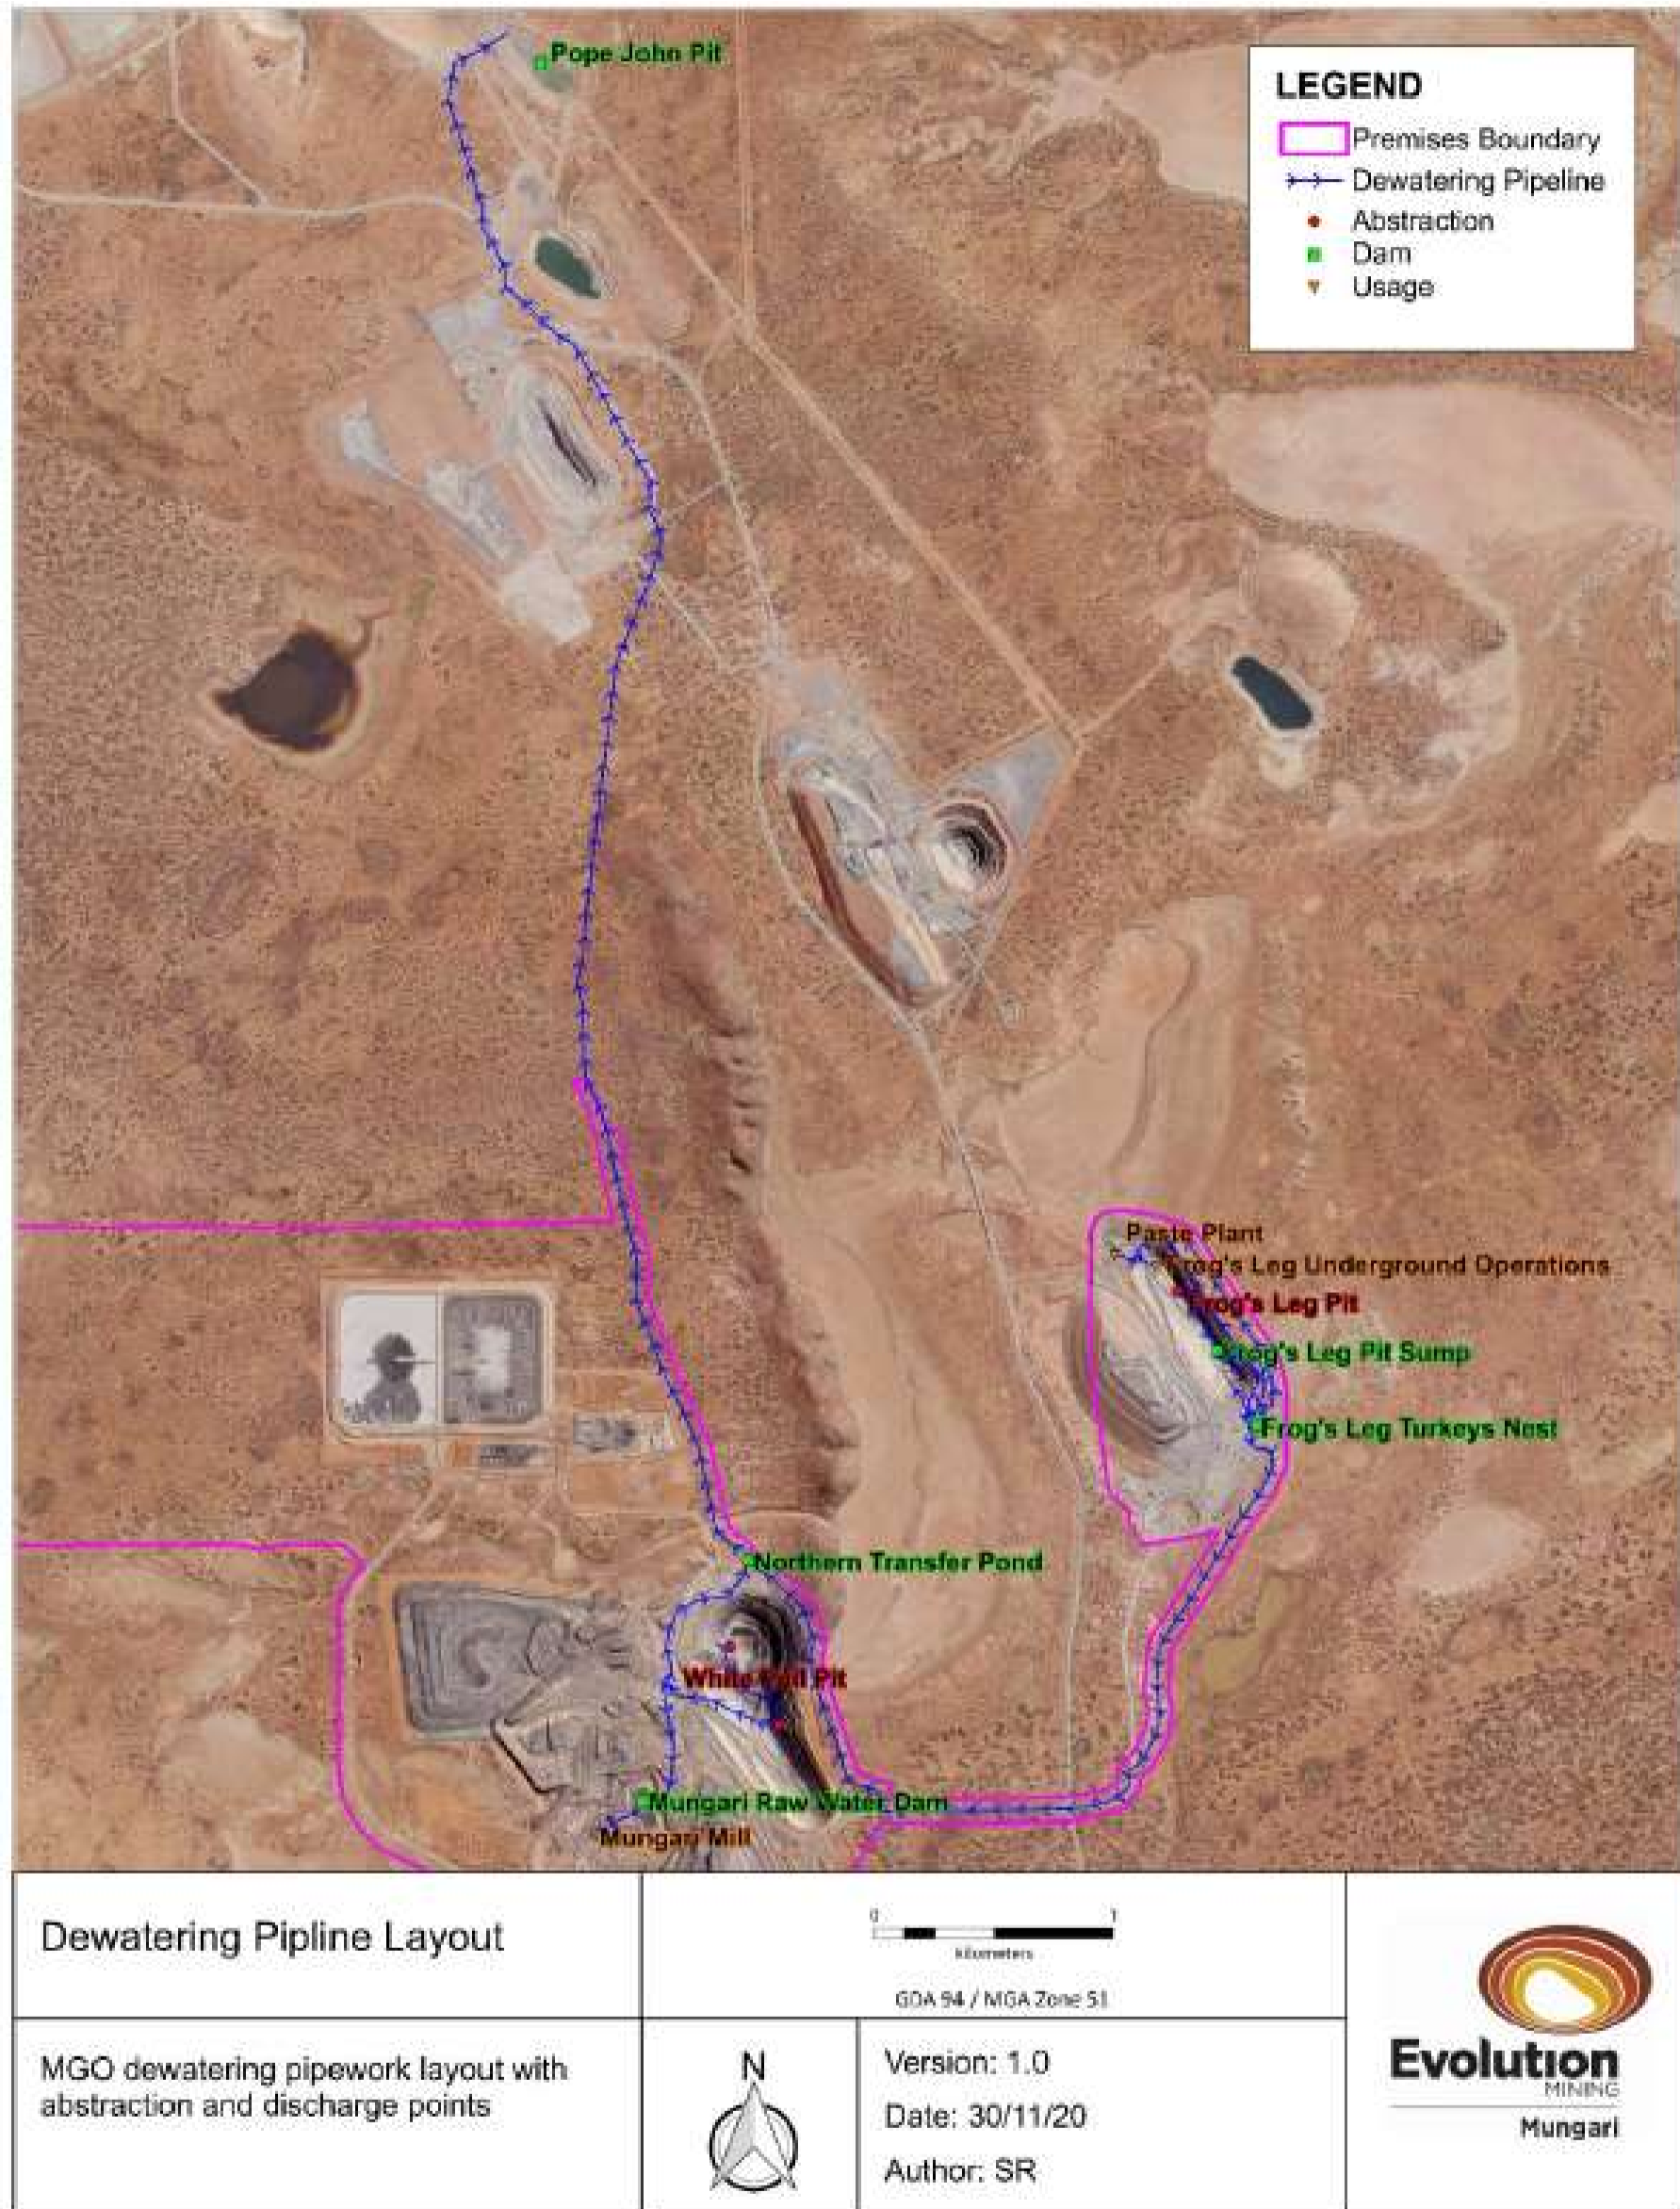 Pope John Pit
LEGEND
Premises Boundary
Dewatering Pipeline
Abstraction
Dam
Usage
Paste Plant
Frog's Leg Underground Operations
Frog's Leg Pit
Frog's Leg Pit Sump
Frog's Leg Turkeys Nest
Northern Transfer Pond
White Foil Pit
Mungari Raw Water Dam
Mungari Mill
Dewatering Pipline Layout
0 1
kilometers
GDA 94 / MGA Zone 51
MGO dewatering pipework layout with
abstraction and discharge points
N
Version: 1.0
Date: 30/11/20
Author: SR
Evolution
MINING
Mungari